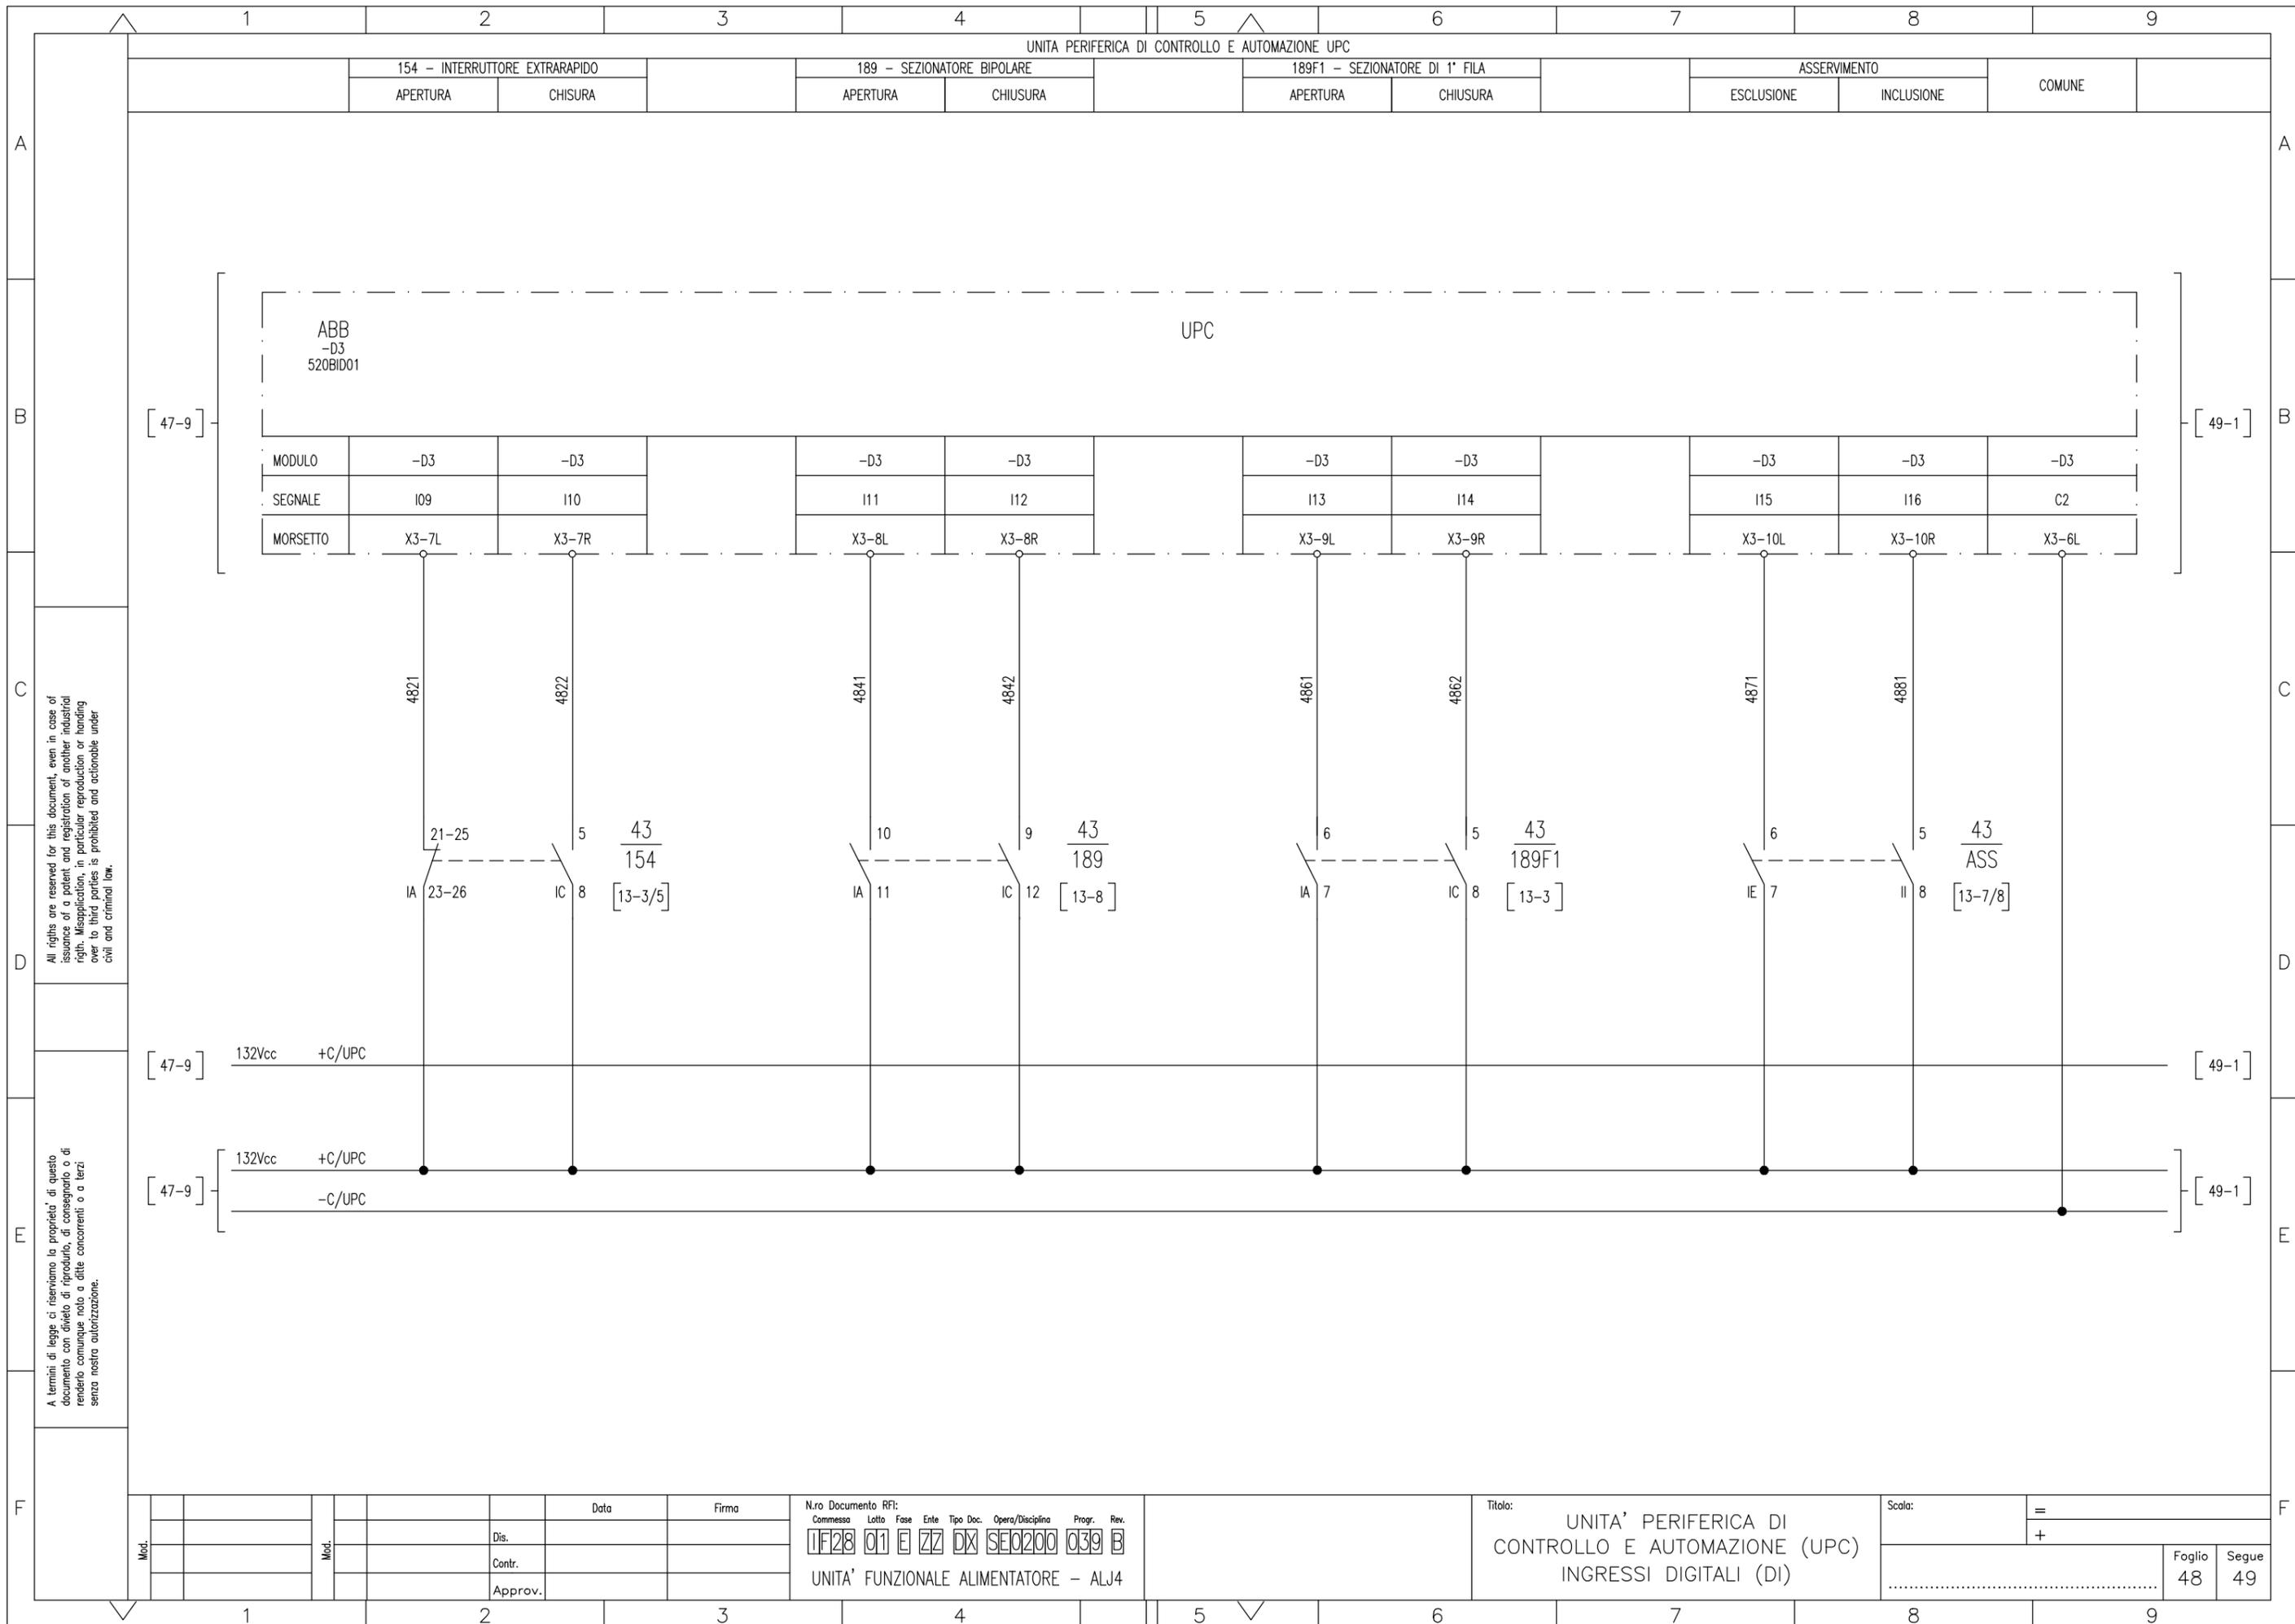 1 2 3 4 5 6 7 8 9
UNITA PERIFERICA DI CONTROLLO E AUTOMAZIONE UPC
154 - INTERRUTTORE EXTRARAPIDO
189 - SEZIONATORE BIPOLARE
189F1 - SEZIONATORE DI 1° FILA
ASSERVIMENTO
COMUNE
APERTURA CHISURA APERTURA CHIUSURA APERTURA CHIUSURA ESCLUSIONE INCLUSIONE
A A
ABB
-D3
520BID01
UPC
B [47-9] [49-1] B
MODULO -D3 -D3 -D3 -D3 -D3 -D3 -D3 -D3 -D3
SEGNALE I09 I10 I11 I12 I13 I14 I15 I16 C2
MORSETTO X3-7L X3-7R X3-8L X3-8R X3-9L X3-9R X3-10L X3-10R X3-6L
C 4821 4822 4841 4842 4861 4862 4871 4881 C
21-25 5 43 10 9 43 6 5 43 6 5 43
154 189 189F1 ASS
IA 23-26 IC 8 [13-3/5] IA 11 IC 12 [13-8] IA 7 IC 8 [13-3] IE 7 II 8 [13-7/8]
D D
[47-9] 132Vcc +C/UPC [49-1]
132Vcc +C/UPC
[47-9] [49-1]
-C/UPC
E E
All rigths are reserved for this document, even in case of
issuance of a patent and registration of another industrial
rigth. Misapplication, in particular reproduction or handing
over to third parties is prohibited and actionable under
civil and criminal law.
A termini di legge ci riserviamo la proprieta' di questo
documento con divieto di riprodurlo, di consegnarlo o di
renderlo comunque noto a ditte concorrenti o a terzi
senza nostra autorizzazione.
F F
Mod.
Mod.
Data Firma
Dis.
Contr.
Approv.
N.ro Documento RFI:
Commessa Lotto Fase Ente Tipo Doc. Opera/Disciplina Progr. Rev.
IF28 01 E ZZ DX SE0200 039 B
UNITA' FUNZIONALE ALIMENTATORE - ALJ4
Titolo:
UNITA' PERIFERICA DI
CONTROLLO E AUTOMAZIONE (UPC)
INGRESSI DIGITALI (DI)
Scala:
=
+
Foglio Segue
48 49
1 2 3 4 5 6 7 8 9